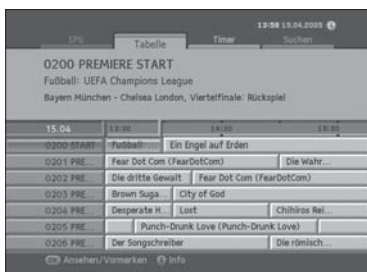 13:58 15.04.2005
EPG Tabelle Timer Suchen
0200 PREMIERE START
Fußball: UEFA Champions League
Bayern München - Chelsea London, Viertelfinale: Rückspiel
15.04 13:30 14:30 15:30
0200 START Fußball: Ein Engel auf Erden
0201 PRE... Fear Dot Com (FearDotCom) Die Wahr...
0202 PRE... Die dritte Gewalt Fear Dot Com (FearDotCom)
0203 PRE... Brown Suga... City of God
0204 PRE... Desperate H... Lost Chihiros Rei...
0205 PRE... Punch-Drunk Love (Punch-Drunk Love)
0206 PRE... Der Songschreiber Die römisch...
OK Ansehen/Vormerken Info